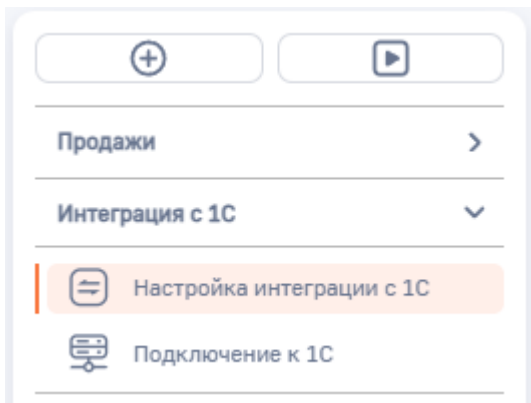 Продажи
Интеграция с 1С
Настройка интеграции с 1С
Подключение к 1С